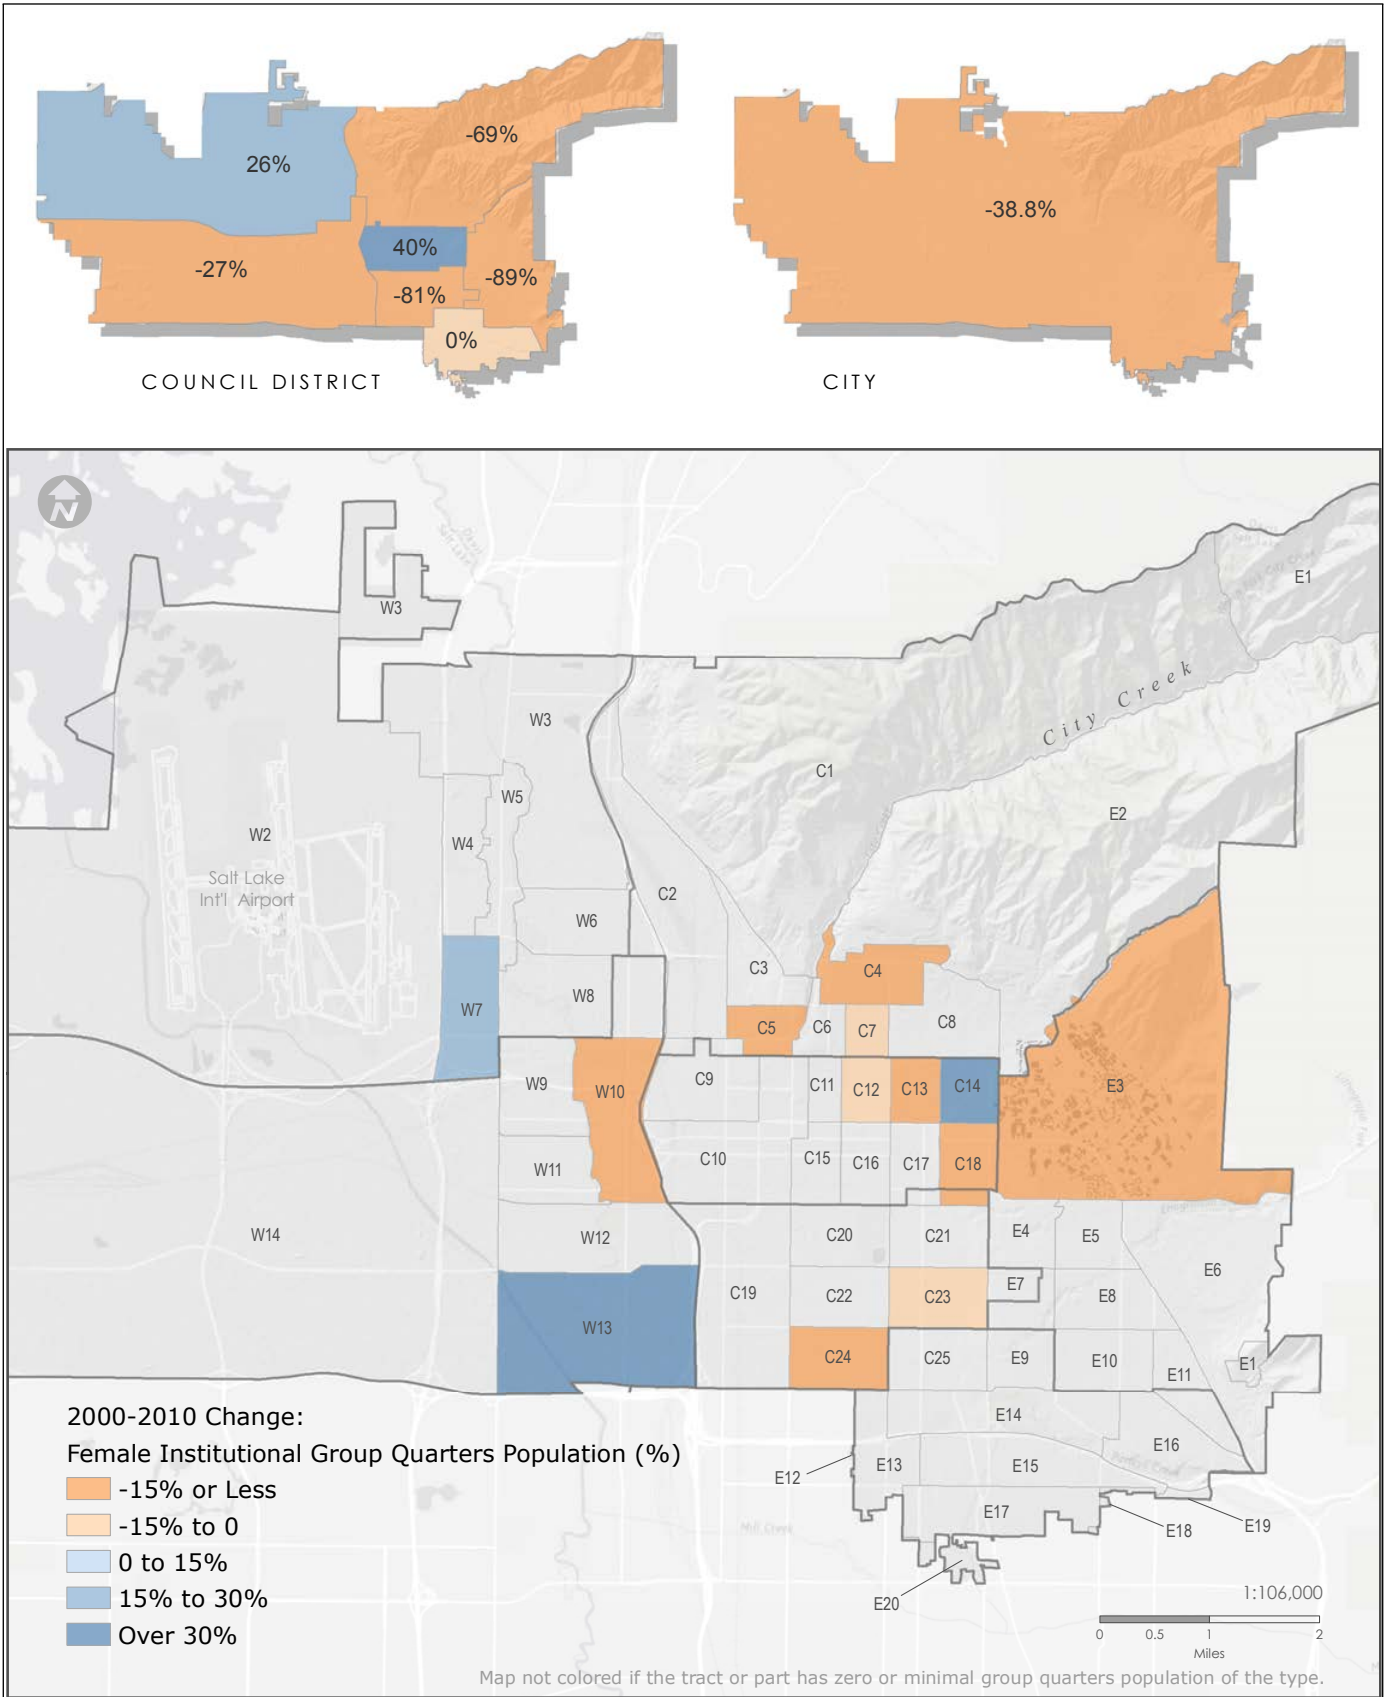 26%
-69%
40%
-27%
-89%
-81%
0%
COUNCIL DISTRICT
-38.8%
CITY
N
W3
E1
City Creek
W3
C1
W5
E2
W2
W4
Salt Lake
Int'l Airport
C2
W6
C3
C4
W8
W7
C5
C6
C7
C8
C9
W9
W10
C11
C12
C13
C14
E3
C10
C15
C16
C17
C18
W11
W14
W12
C20
C21
E4
E5
E6
C19
C22
C23
E7
E8
W13
C24
C25
E9
E10
E11
E1
2000-2010 Change:
Female Institutional Group Quarters Population (%)
-15% or Less
-15% to 0
0 to 15%
15% to 30%
Over 30%
E14
E16
E12
E13
E15
E17
E18
E19
Mill Creek
E20
1:106,000
0 0.5 1 2
Miles
Map not colored if the tract or part has zero or minimal group quarters population of the type.